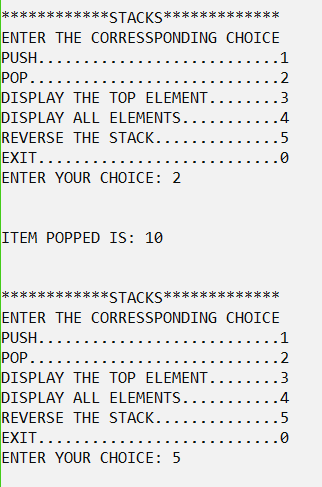 ************STACKS*************
ENTER THE CORRESSPONDING CHOICE
PUSH...........................1
POP............................2
DISPLAY THE TOP ELEMENT........3
DISPLAY ALL ELEMENTS...........4
REVERSE THE STACK..............5
EXIT...........................0
ENTER YOUR CHOICE: 2
ITEM POPPED IS: 10
************STACKS*************
ENTER THE CORRESSPONDING CHOICE
PUSH...........................1
POP............................2
DISPLAY THE TOP ELEMENT........3
DISPLAY ALL ELEMENTS...........4
REVERSE THE STACK..............5
EXIT...........................0
ENTER YOUR CHOICE: 5